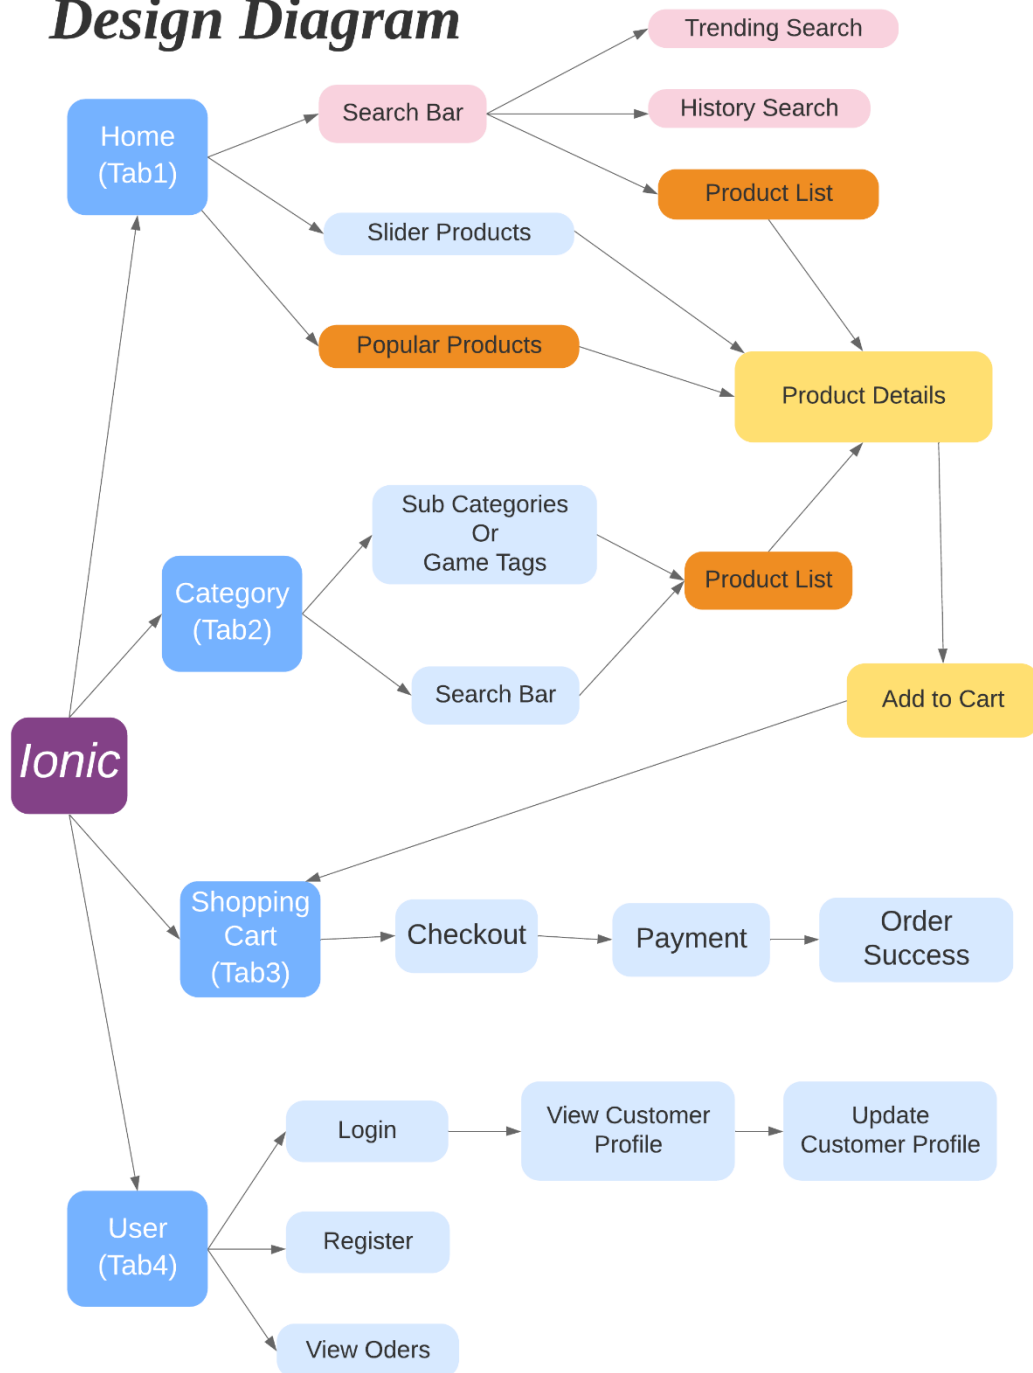 Design Diagram
Trending Search
Search Bar
History Search
Home
(Tab1)
Product List
Slider Products
Popular Products
Product Details
Sub Categories
Or
Game Tags
Category
(Tab2)
Product List
Search Bar
Add to Cart
Ionic
Shopping
Cart
(Tab3)
Checkout
Payment
Order
Success
Login
View Customer
Profile
Update
Customer Profile
User
(Tab4)
Register
View Oders